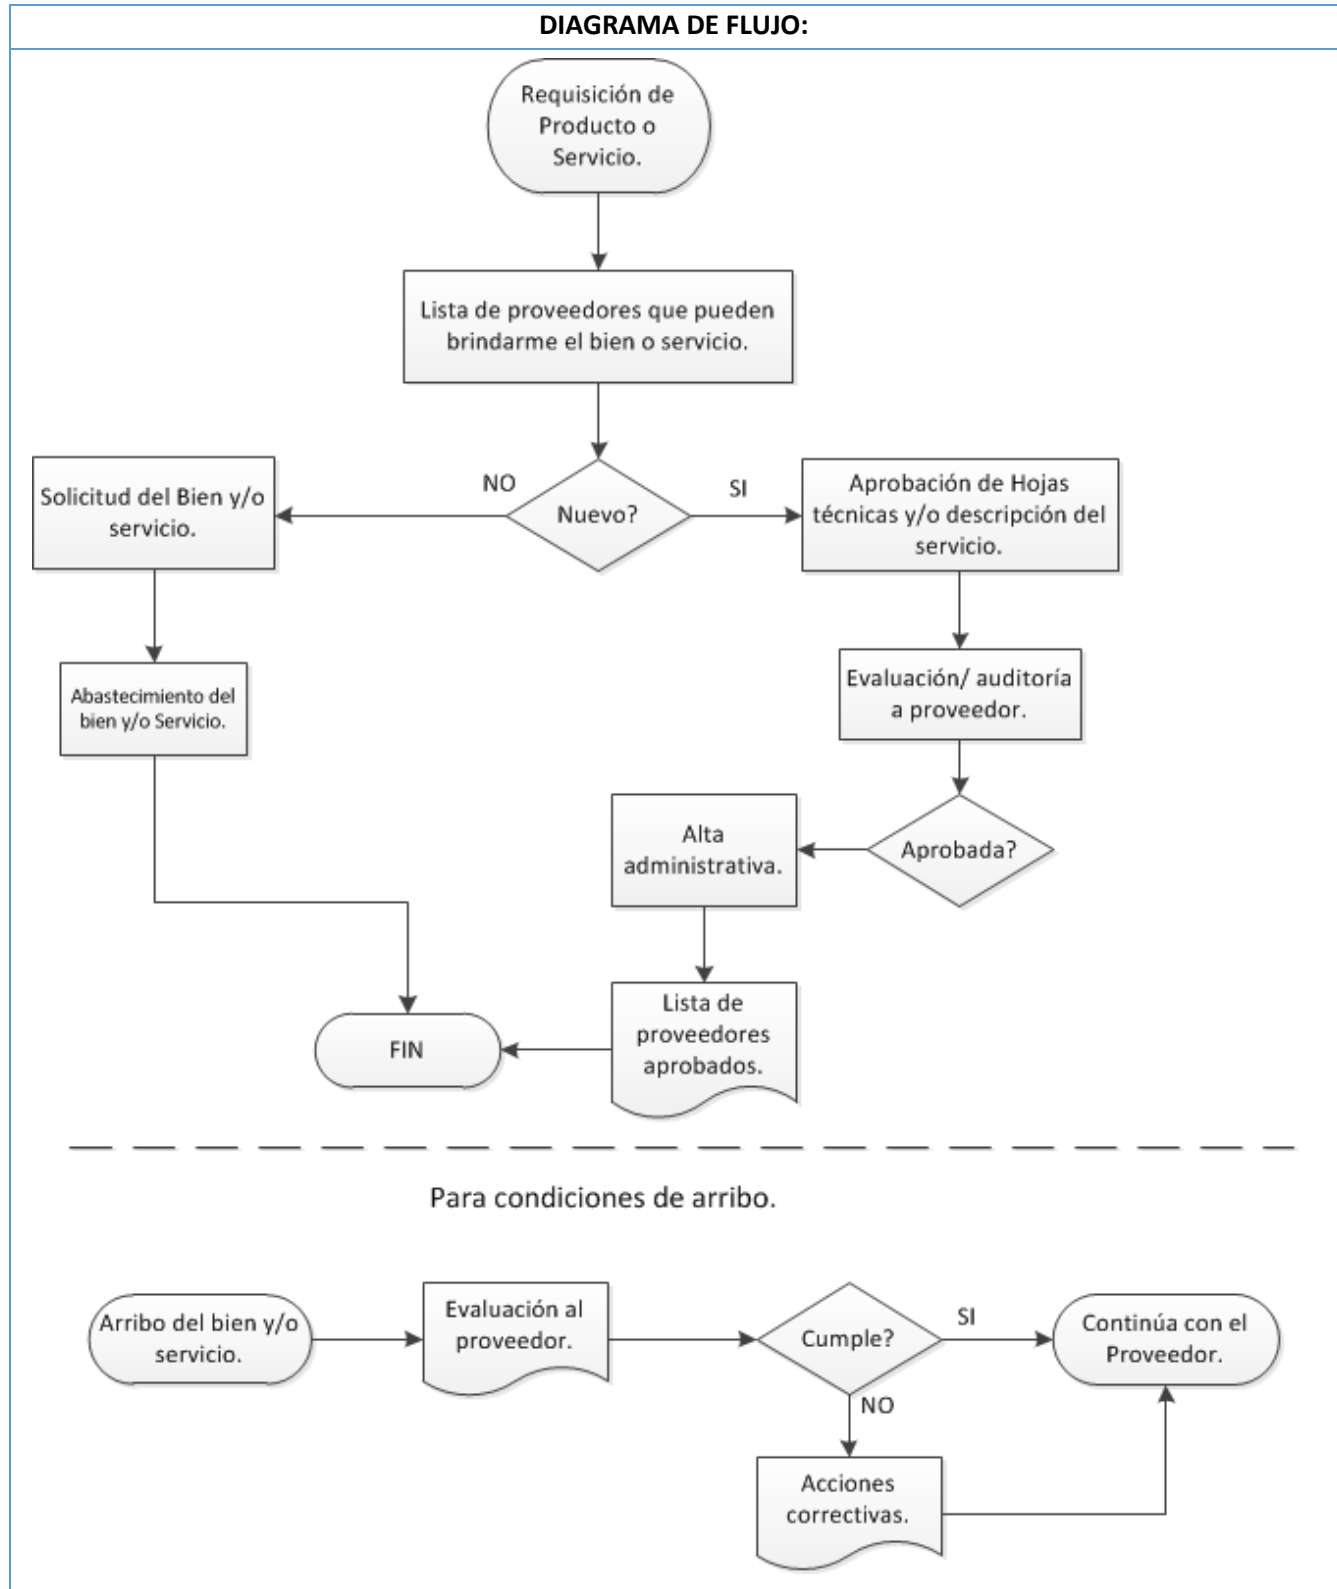 DIAGRAMA DE FLUJO:
Requisición de
Producto o
Servicio.
Lista de proveedores que pueden
brindarme el bien o servicio.
Solicitud del Bien y/o
servicio.
NO
Nuevo?
SI
Aprobación de Hojas
técnicas y/o descripción del
servicio.
Abastecimiento del
bien y/o Servicio.
Evaluación/ auditoría
a proveedor.
Alta
administrativa.
Aprobada?
FIN
Lista de
proveedores
aprobados.
Para condiciones de arribo.
Arribo del bien y/o
servicio.
Evaluación al
proveedor.
Cumple?
SI
Continúa con el
Proveedor.
NO
Acciones
correctivas.